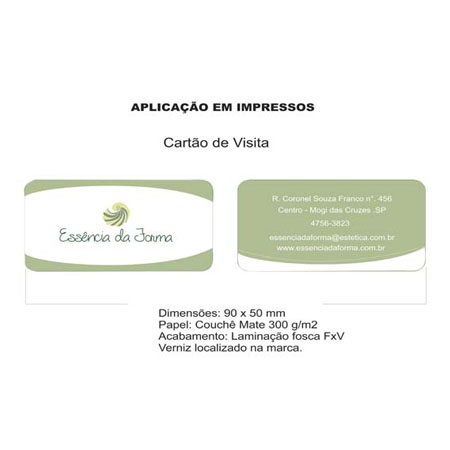 APLICAÇÃO EM IMPRESSOS
Cartão de Visita
Essência da Forma
R. Coronel Souza Franco n°. 456
Centro - Mogi das Cruzes .SP
4756-3823
essenciadaforma@estetica.com.br
www.essenciadaforma.com.br
Dimensões: 90 x 50 mm
Papel: Couchê Mate 300 g/m2
Acabamento: Laminação fosca FxV
Verniz localizado na marca.